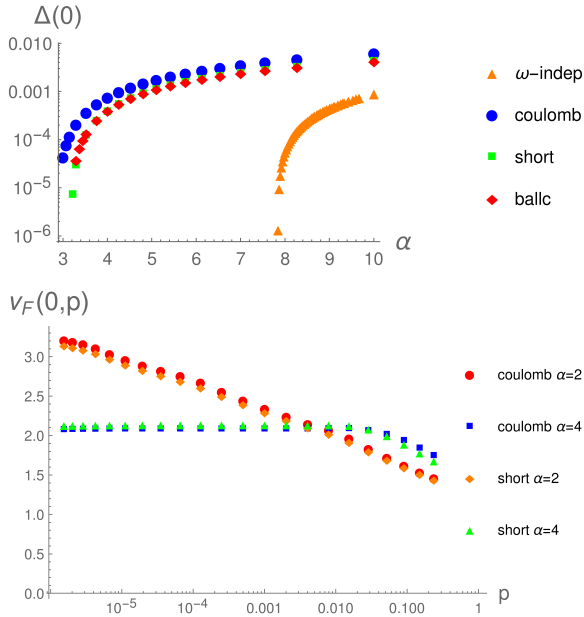 Δ(0)
0.010
0.001
10⁻⁴
10⁻⁵
10⁻⁶
3 4 5 6 7 8 9 10 α
ω-indep
coulomb
short
ballc
v_F(0,p)
3.0
2.5
2.0
1.5
1.0
0.5
0.0
10⁻⁵ 10⁻⁴ 0.001 0.010 0.100 1 p
coulomb α=2
coulomb α=4
short α=2
short α=4